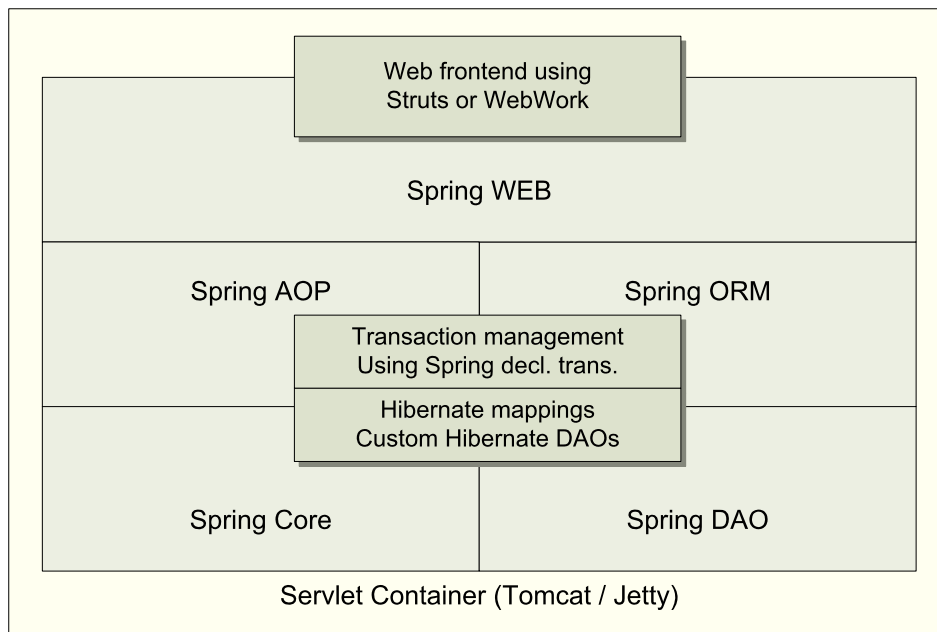 Web frontend using
Struts or WebWork
Spring WEB
Spring AOP
Spring ORM
Transaction management
Using Spring decl. trans.
Hibernate mappings
Custom Hibernate DAOs
Spring Core
Spring DAO
Servlet Container (Tomcat / Jetty)